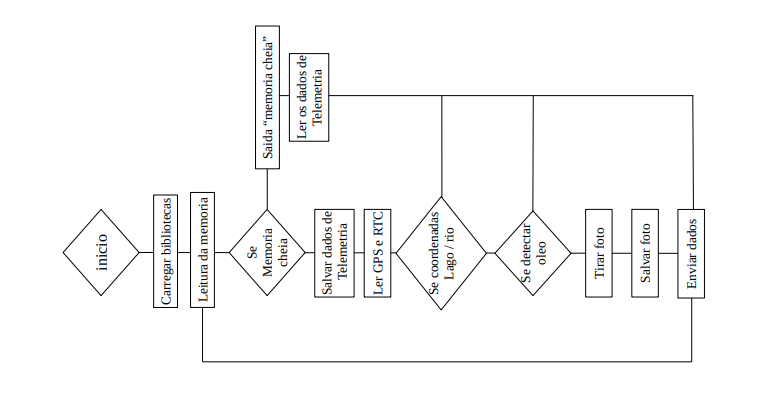 inicio
Carregar bibliotecas
Leitura da memoria
Se
Memoria
cheia
Saida “memoria cheia”
Ler os dados de
Telemetria
Salvar dados de
Telemetria
Ler GPS e RTC
Se coordenadas
Lago / rio
Se detectar
oleo
Tirar foto
Salvar foto
Enviar dados